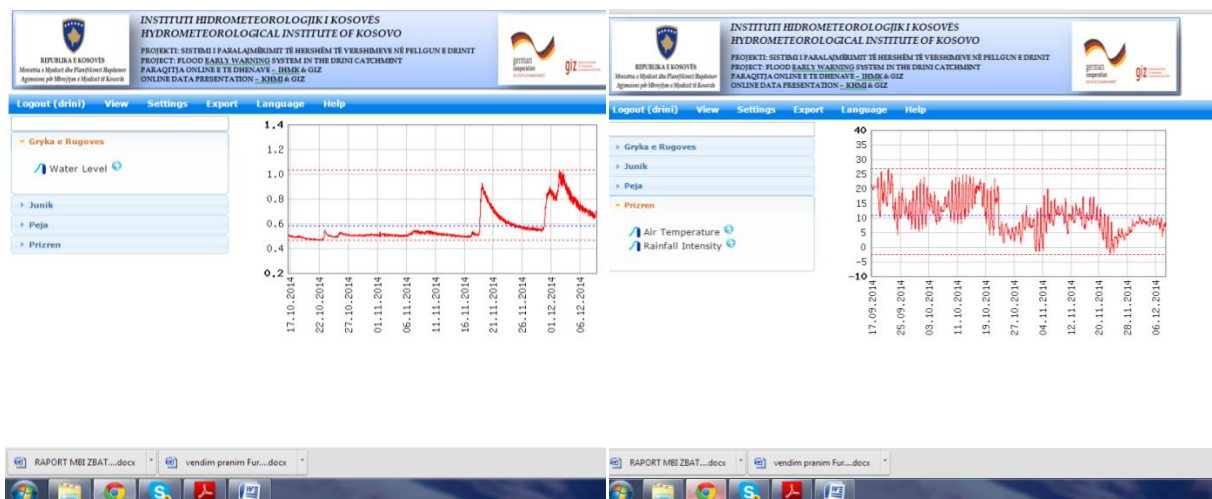 INSTITUTI HIDROMETEOROLOGJIK I KOSOVËS
HYDROMETEOROLOGICAL INSTITUTE OF KOSOVO
PROJEKTI: SISTEMI I PARALAJMËRIMIT TË HERSHËM TË VERSHIMEVE NË PELLGUN E DRINIT
PROJECT: FLOOD EARLY WARNING SYSTEM IN THE DRINI CATCHMENT
PARAQITJA ONLINE E TE DHENAVE – IHMK & GIZ
ONLINE DATA PRESENTATION – KHMI & GIZ
REPUBLIKA E KOSOVËS
german
cooperation
giz
Logout (drini) View Settings Export Language Help
Gryka e Rugoves
Water Level
Junik
Peja
Prizren
1.4
1.2
1.0
0.8
0.6
0.4
0.2
17.10.2014
22.10.2014
27.10.2014
01.11.2014
06.11.2014
11.11.2014
16.11.2014
21.11.2014
26.11.2014
01.12.2014
06.12.2014
RAPORT MBI ZBAT....docx
vendim pranim Fur....docx
INSTITUTI HIDROMETEOROLOGJIK I KOSOVËS
HYDROMETEOROLOGICAL INSTITUTE OF KOSOVO
PROJEKTI: SISTEMI I PARALAJMËRIMIT TË HERSHËM TË VERSHIMEVE NË PELLGUN E DRINIT
PROJECT: FLOOD EARLY WARNING SYSTEM IN THE DRINI CATCHMENT
PARAQITJA ONLINE E TE DHENAVE – IHMK & GIZ
ONLINE DATA PRESENTATION – KHMI & GIZ
REPUBLIKA E KOSOVËS
german
cooperation
giz
Logout (drini) View Settings Export Language Help
Gryka e Rugoves
Junik
Peja
Prizren
Air Temperature
Rainfall Intensity
40
35
30
25
20
15
10
5
0
-5
-10
17.09.2014
25.09.2014
03.10.2014
11.10.2014
19.10.2014
27.10.2014
04.11.2014
12.11.2014
20.11.2014
28.11.2014
06.12.2014
RAPORT MBI ZBAT....docx
vendim pranim Fur....docx